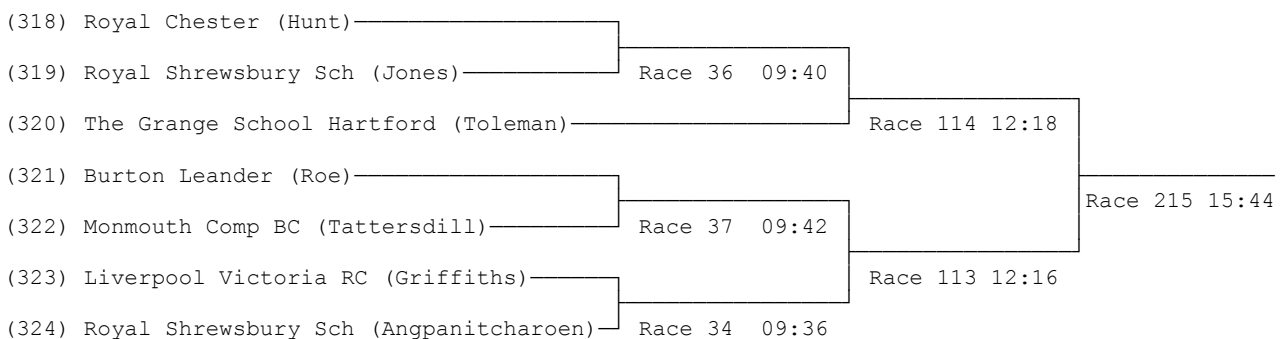 (318) Royal Chester (Hunt)
(319) Royal Shrewsbury Sch (Jones) Race 36 09:40
(320) The Grange School Hartford (Toleman) Race 114 12:18
(321) Burton Leander (Roe)
Race 215 15:44
(322) Monmouth Comp BC (Tattersdill) Race 37 09:42
(323) Liverpool Victoria RC (Griffiths) Race 113 12:16
(324) Royal Shrewsbury Sch (Angpanitcharoen) Race 34 09:36